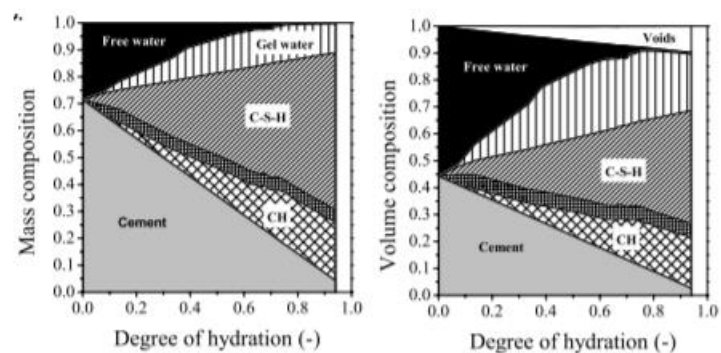 1.0
0.9
0.8
0.7
0.6
0.5
0.4
0.3
0.2
0.1
0.0
Mass composition
Free water
Gel water
C-S-H
CH
Cement
0.0 0.2 0.4 0.6 0.8 1.0
Degree of hydration (-)
1.0
0.9
0.8
0.7
0.6
0.5
0.4
0.3
0.2
0.1
0.0
Volume composition
Voids
Free water
C-S-H
CH
Cement
0.0 0.2 0.4 0.6 0.8 1.0
Degree of hydration (-)